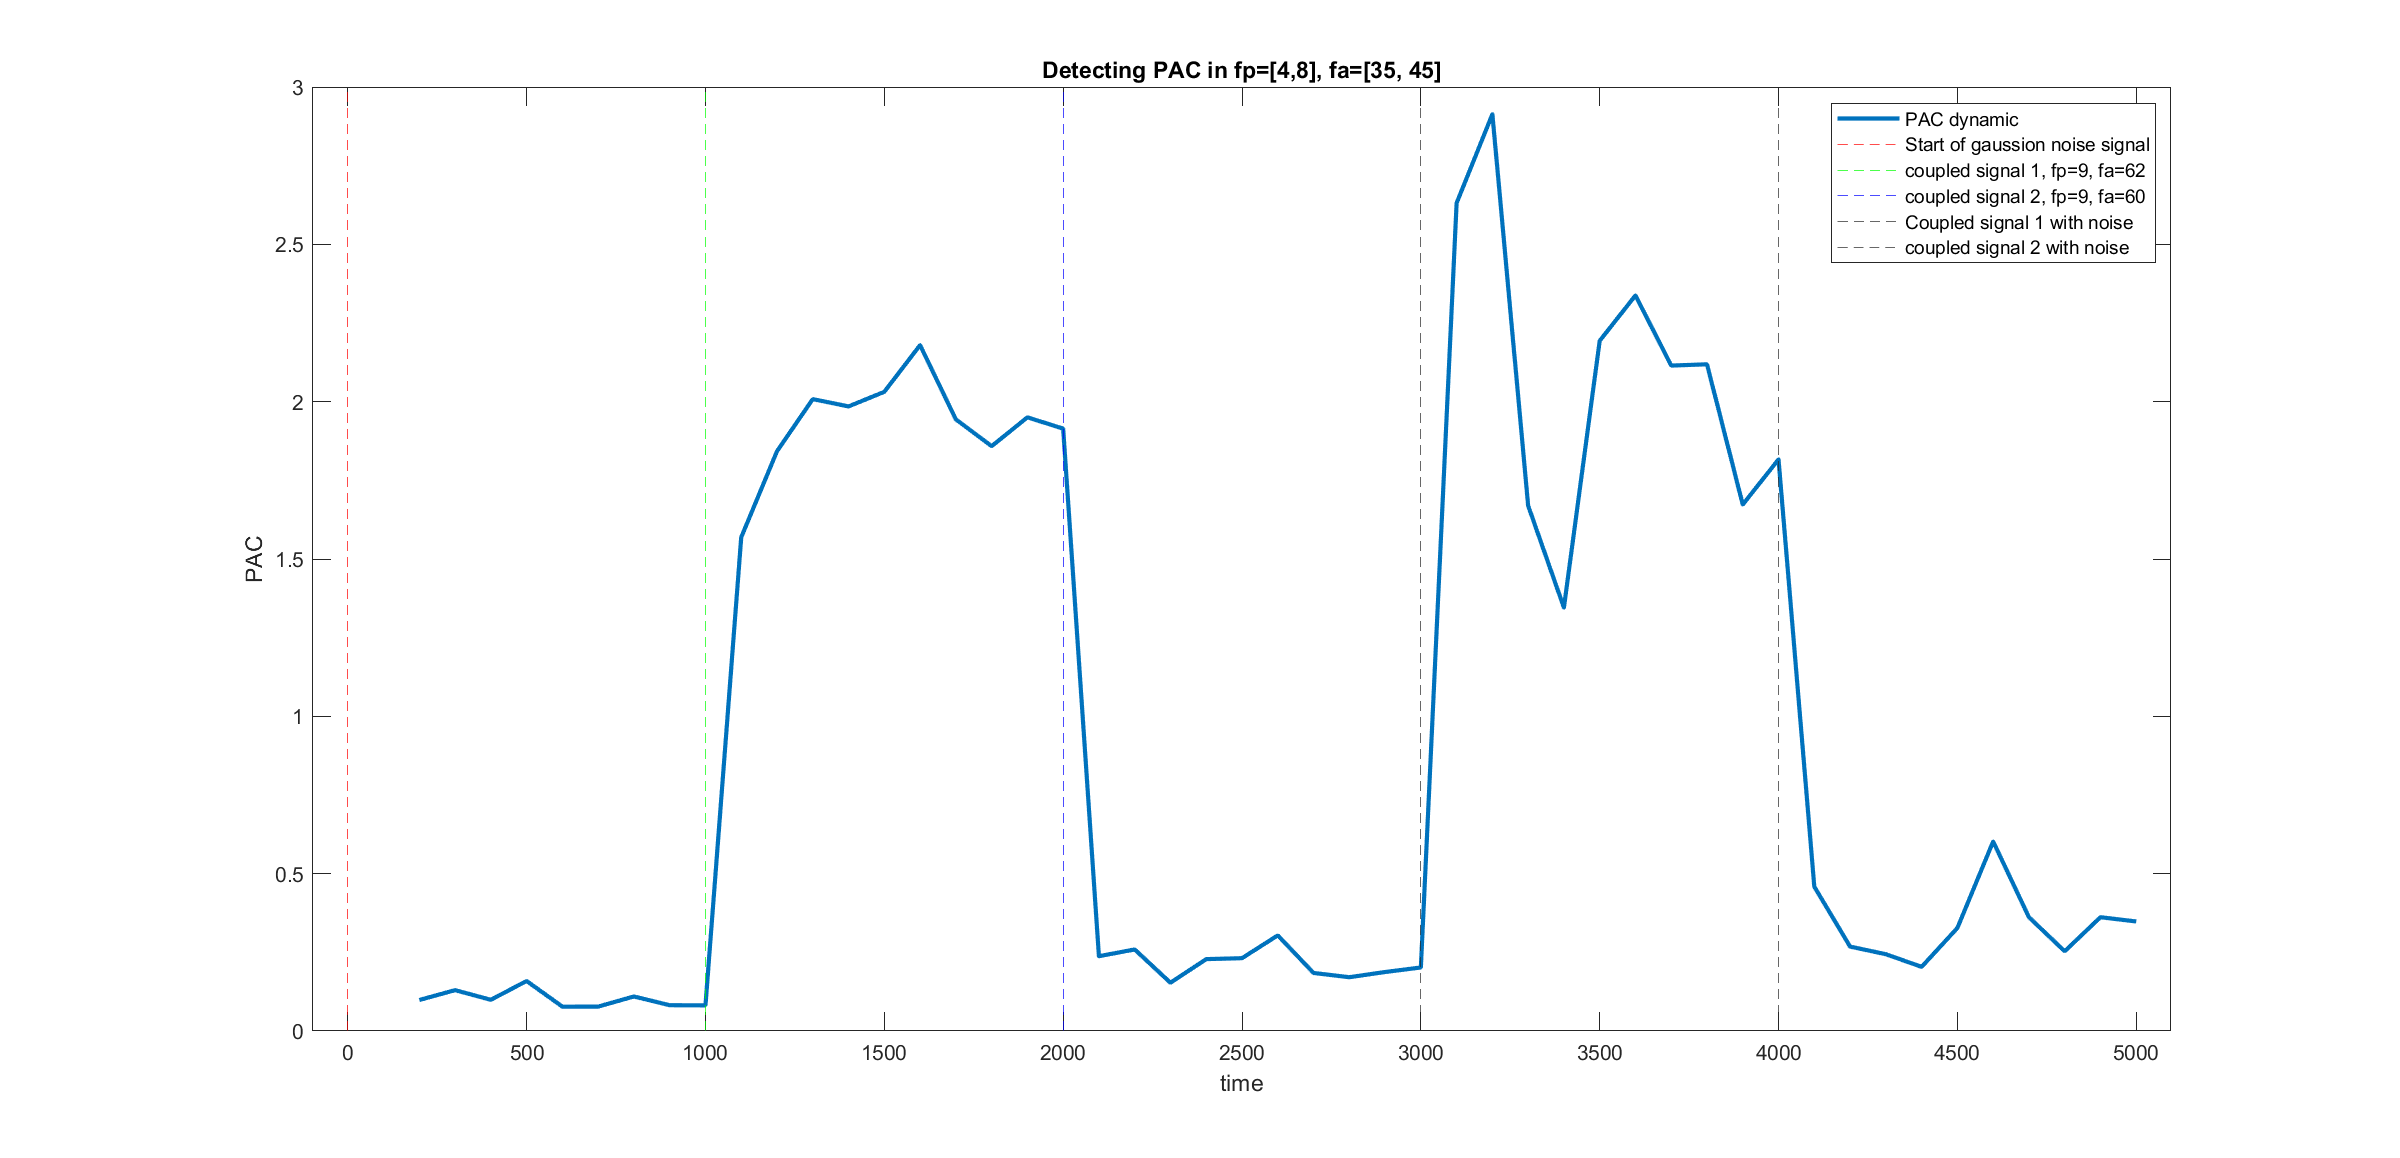 Detecting PAC in fp=[4,8], fa=[35, 45]
3
2.5
2
1.5
1
0.5
0
PAC
PAC dynamic
Start of gaussion noise signal
coupled signal 1, fp=9, fa=62
coupled signal 2, fp=9, fa=60
Coupled signal 1 with noise
coupled signal 2 with noise
0 500 1000 1500 2000 2500 3000 3500 4000 4500 5000
time